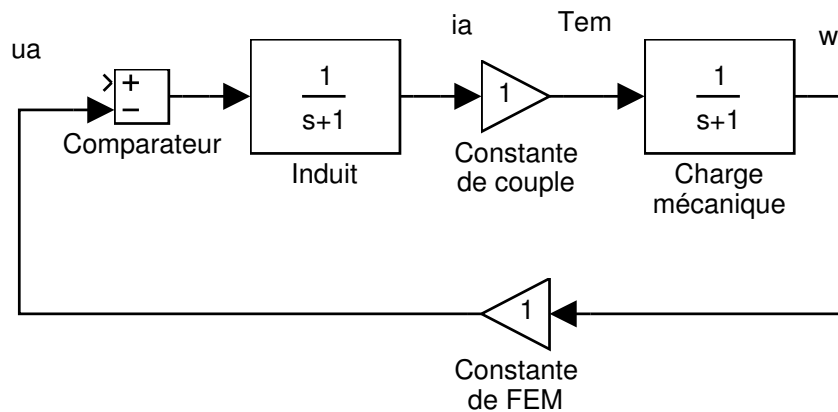 ua
+
−
Comparateur
1
s+1
Induit
ia
1
Constante
de couple
Tem
1
s+1
Charge
mécanique
w
1
Constante
de FEM